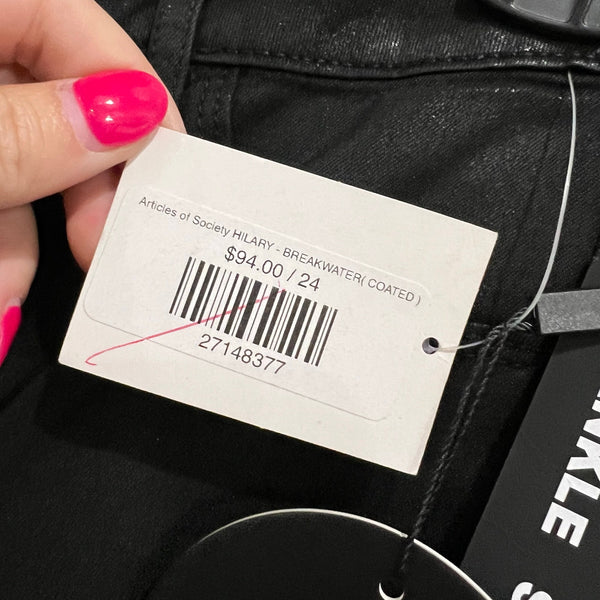 Articles of Society HILARY - BREAKWATER( COATED )
$94.00 / 24
27148377
NKLE
S